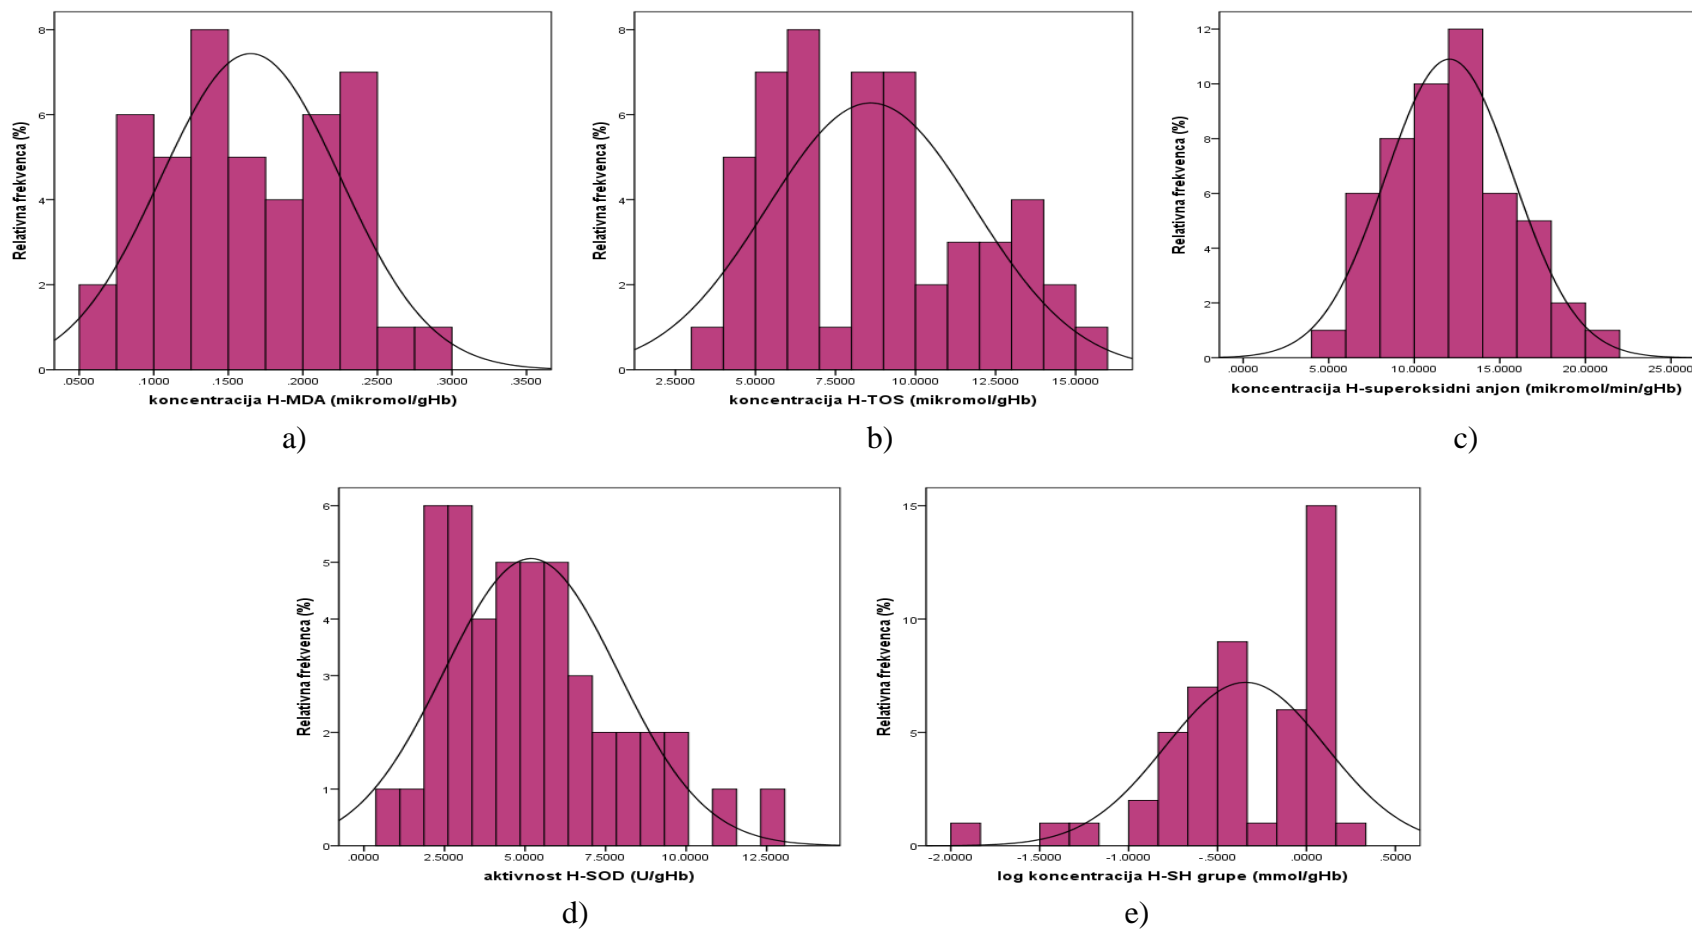 8
6
4
2
0
Relativna frekvenca (%)
.0500 .1000 .1500 .2000 .2500 .3000 .3500
koncentracija H-MDA (mikromol/gHb)
a)
8
6
4
2
0
Relativna frekvenca (%)
2.5000 5.0000 7.5000 10.0000 12.5000 15.0000
koncentracija H-TOS (mikromol/gHb)
b)
12
10
8
6
4
2
0
Relativna frekvenca (%)
.0000 5.0000 10.0000 15.0000 20.0000 25.0000
koncentracija H-superoksidni anjon (mikromol/min/gHb)
c)
6
5
4
3
2
1
0
Relativna frekvenca (%)
.0000 2.5000 5.0000 7.5000 10.0000 12.5000
aktivnost H-SOD (U/gHb)
d)
15
10
5
0
Relativna frekvenca (%)
-2.0000 -1.5000 -1.0000 -.5000 .0000 .5000
log koncentracija H-SH grupe (mmol/gHb)
e)